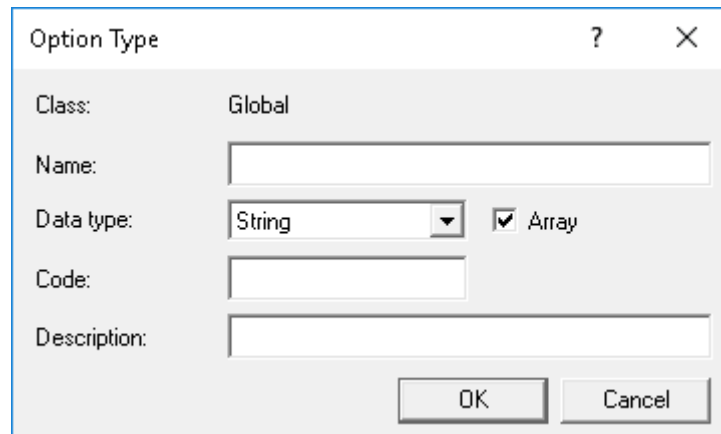 Option Type ?
Class: Global
Name:
Data type: String Array
Code:
Description:
OK Cancel